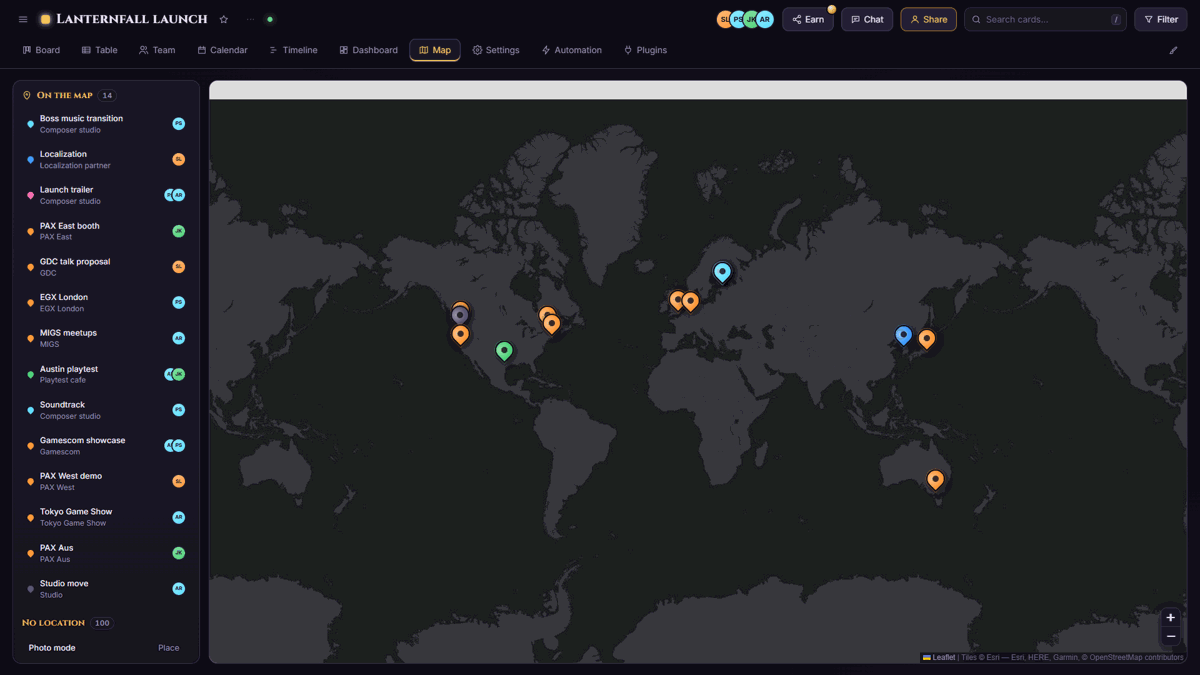 LANTERNFALL LAUNCH
SL PS JK AR
Earn
Chat
Share
Search cards... /
Filter
Board
Table
Team
Calendar
Timeline
Dashboard
Map
Settings
Automation
Plugins
ON THE MAP 14
Boss music transition
Composer studio
PS
Localization
Localization partner
SL
Launch trailer
Composer studio
AR
PAX East booth
PAX East
JK
GDC talk proposal
GDC
SL
EGX London
EGX London
PS
MIGS meetups
MIGS
AR
Austin playtest
Playtest cafe
JK
Soundtrack
Composer studio
PS
Gamescom showcase
Gamescom
PS
PAX West demo
PAX West
SL
Tokyo Game Show
Tokyo Game Show
AR
PAX Aus
PAX Aus
JK
Studio move
Studio
AR
NO LOCATION 100
Photo mode Place
+
−
Leaflet | Tiles © Esri — Esri, HERE, Garmin, © OpenStreetMap contributors